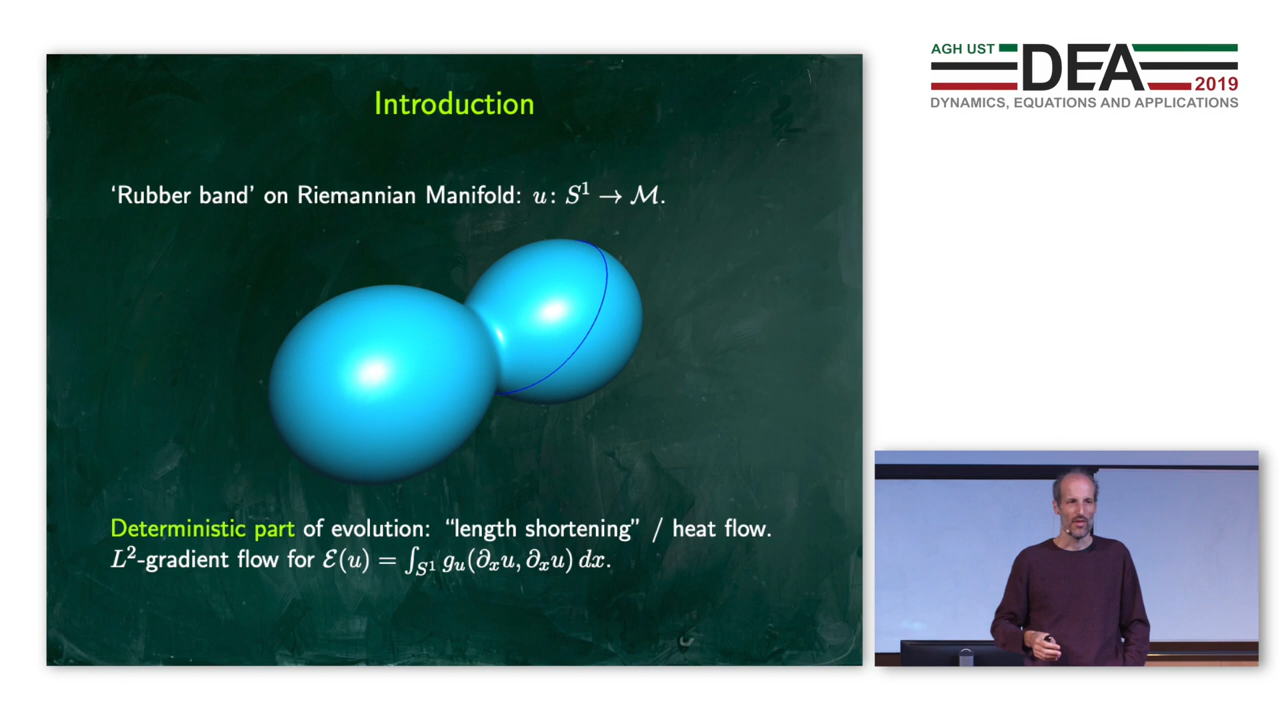 Introduction
‘Rubber band’ on Riemannian Manifold: u: S¹ → ℳ.
Deterministic part of evolution: “length shortening” / heat flow.
L²-gradient flow for ℰ(u) = ∫_{S¹} g_u(∂_x u, ∂_x u) dx.
AGH UST
DEA
2019
DYNAMICS, EQUATIONS AND APPLICATIONS